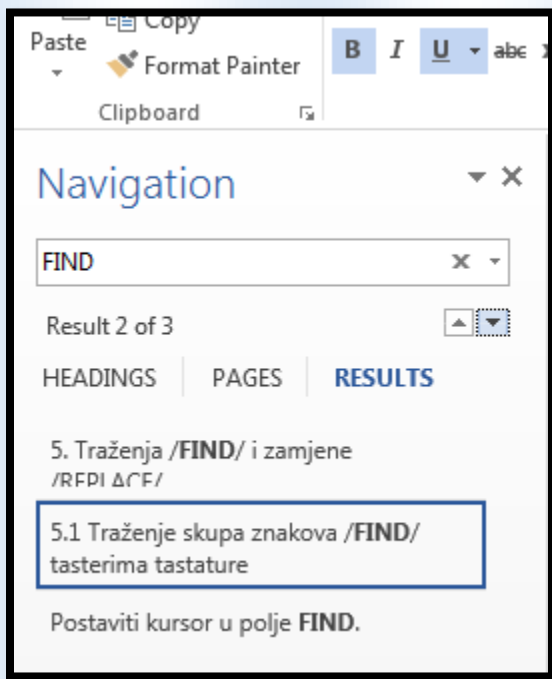 Copy
Paste
Format Painter
B I U abc
Clipboard
Navigation
FIND
Result 2 of 3
HEADINGS PAGES RESULTS
5. Traženja /FIND/ i zamjene
/REPLACE/
5.1 Traženje skupa znakova /FIND/
tasterima tastature
Postaviti kursor u polje FIND.